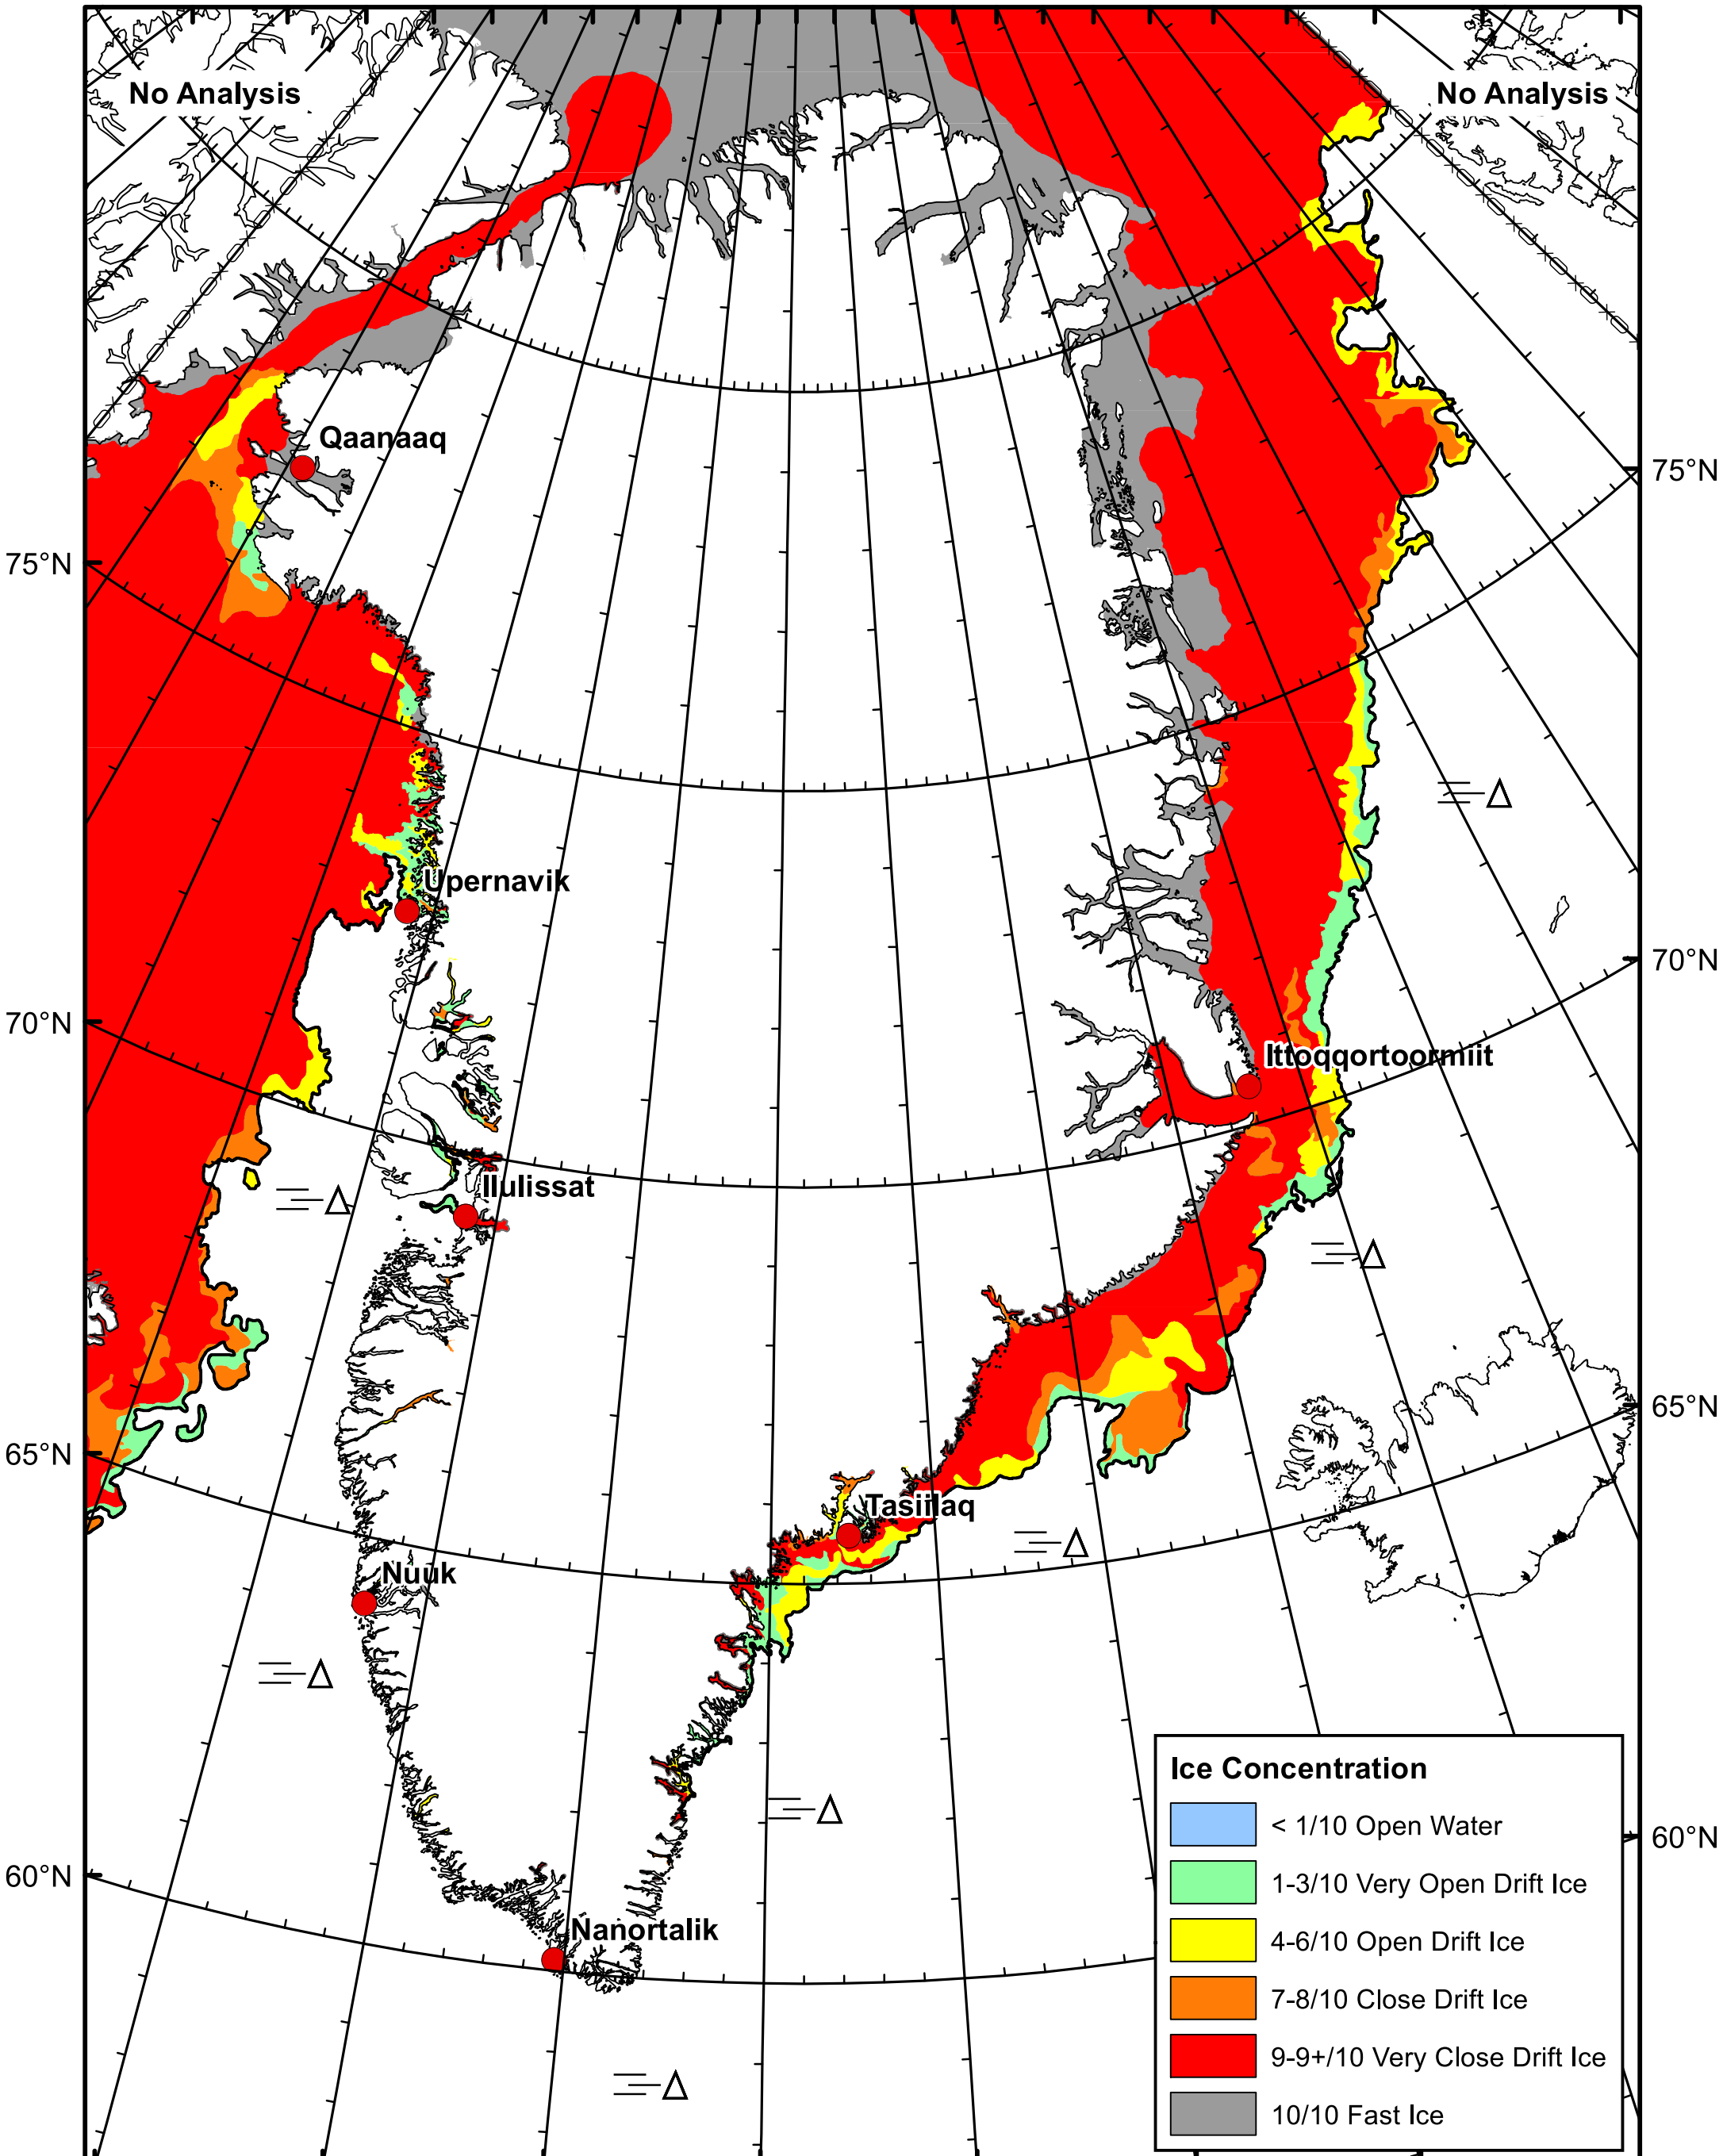 No Analysis
No Analysis
Qaanaaq
75°N
75°N
Upernavik
70°N
70°N
Ittoqqortoormiit
Ilulissat
65°N
65°N
Tasiilaq
Nuuk
60°N
60°N
Nanortalik
Ice Concentration
< 1/10 Open Water
1-3/10 Very Open Drift Ice
4-6/10 Open Drift Ice
7-8/10 Close Drift Ice
9-9+/10 Very Close Drift Ice
10/10 Fast Ice